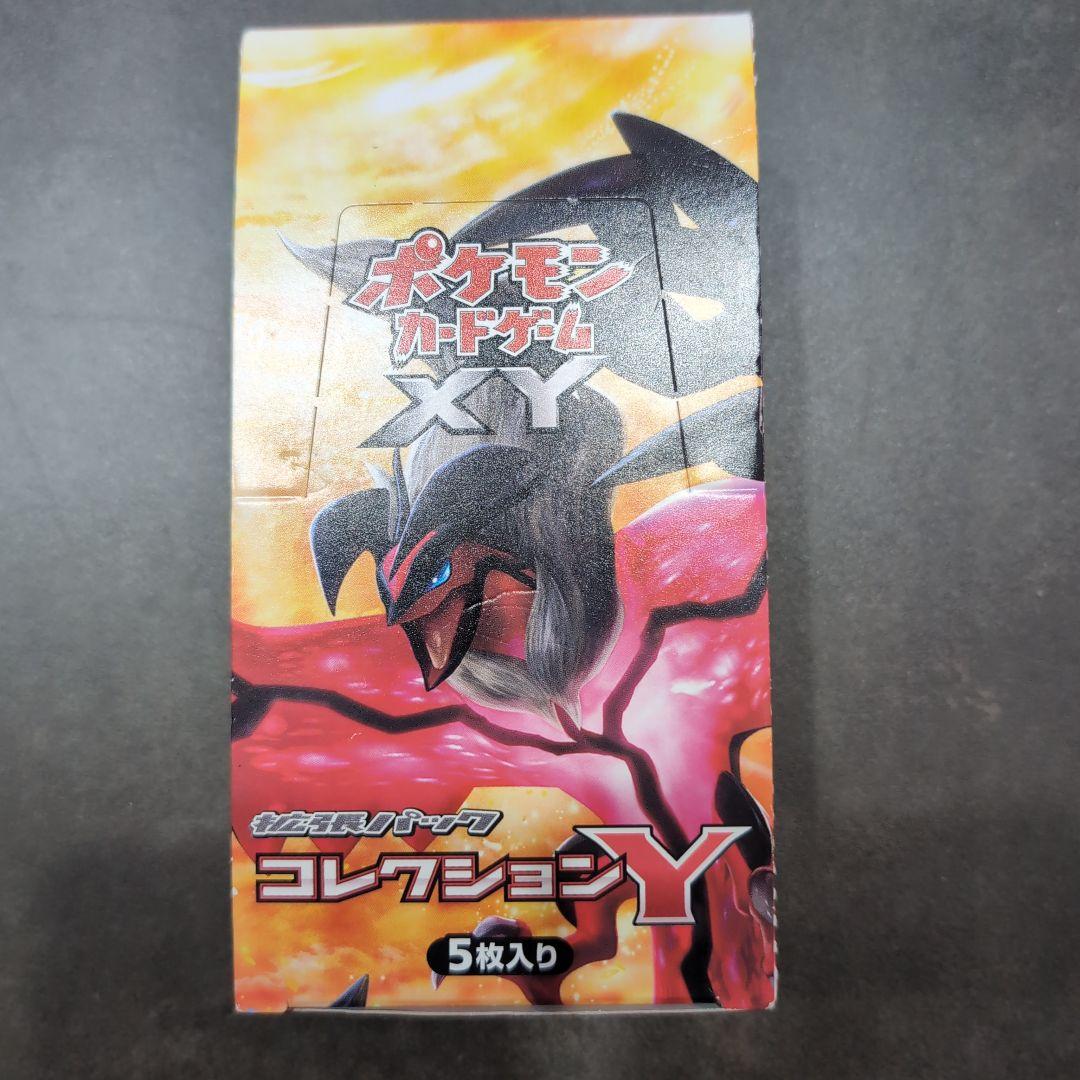 ポケモン
カードゲーム
XY
拡張パック
コレクションY
5枚入り